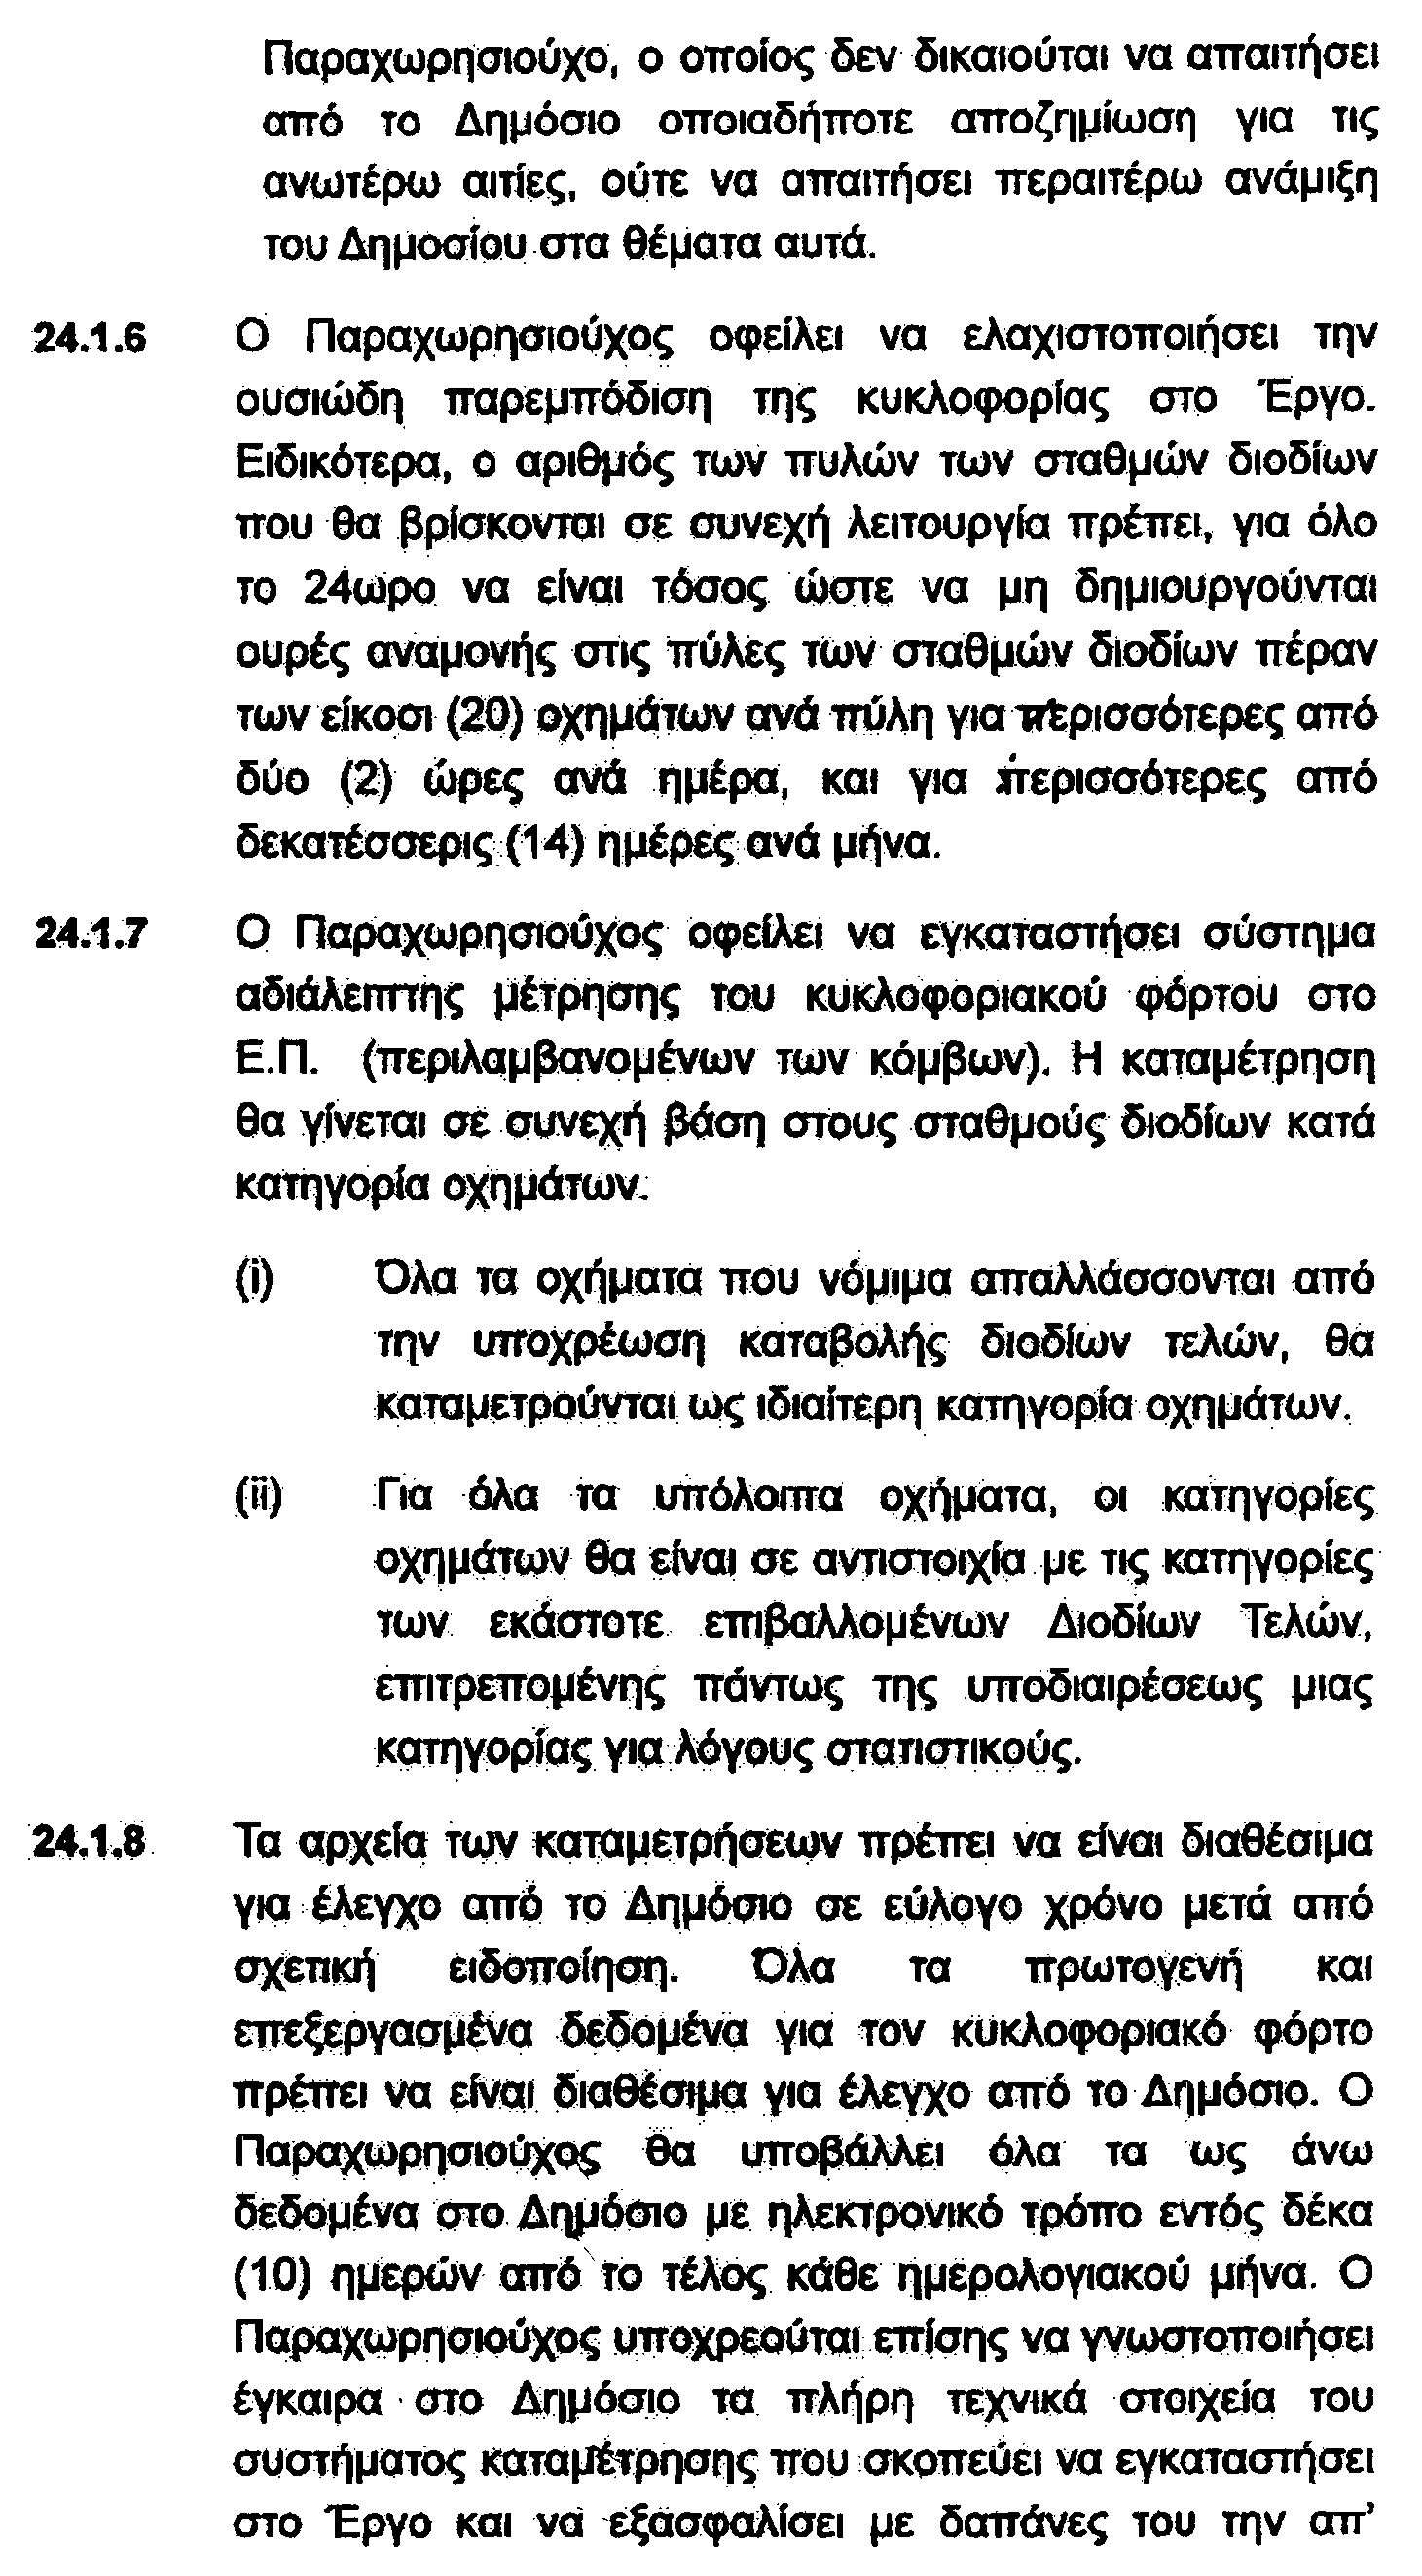 Παραχωρησιούχο, ο οποίος δεν δικαιούται να απαιτήσει
από το Δημόσιο οποιαδήποτε αποζημίωση για τις
ανωτέρω αιτίες, ούτε να απαιτήσει περαιτέρω ανάμιξη
του Δημοσίου στα θέματα αυτά.
24.1.6 Ο Παραχωρησιούχος οφείλει να ελαχιστοποιήσει την
ουσιώδη παρεμπόδιση της κυκλοφορίας στο Έργο.
Ειδικότερα, ο αριθμός των πυλών των σταθμών διοδίων
που θα βρίσκονται σε συνεχή λειτουργία πρέπει, για όλο
το 24ωρο να είναι τόσος ώστε να μη δημιουργούνται
ουρές αναμονής στις πύλες των σταθμών διοδίων πέραν
των είκοσι (20) οχημάτων ανά πύλη για περισσότερες από
δύο (2) ώρες ανά ημέρα, και για περισσότερες από
δεκατέσσερις (14) ημέρες ανά μήνα.
24.1.7 Ο Παραχωρησιούχος οφείλει να εγκαταστήσει σύστημα
αδιάλειπτης μέτρησης του κυκλοφοριακού φόρτου στο
Ε.Π. (περιλαμβανομένων των κόμβων). Η καταμέτρηση
θα γίνεται σε συνεχή βάση στους σταθμούς διοδίων κατά
κατηγορία οχημάτων.
(i) Όλα τα οχήματα που νόμιμα απαλλάσσονται από
την υποχρέωση καταβολής διοδίων τελών, θα
καταμετρούνται ως ιδιαίτερη κατηγορία οχημάτων.
(ii) Για όλα τα υπόλοιπα οχήματα, οι κατηγορίες
οχημάτων θα είναι σε αντιστοιχία με τις κατηγορίες
των εκάστοτε επιβαλλομένων Διοδίων Τελών,
επιτρεπομένης πάντως της υποδιαιρέσεως μιας
κατηγορίας για λόγους στατιστικούς.
24.1.8 Τα αρχεία των καταμετρήσεων πρέπει να είναι διαθέσιμα
για έλεγχο από το Δημόσιο σε εύλογο χρόνο μετά από
σχετική ειδοποίηση. Όλα τα πρωτογενή και
επεξεργασμένα δεδομένα για τον κυκλοφοριακό φόρτο
πρέπει να είναι διαθέσιμα για έλεγχο από το Δημόσιο. Ο
Παραχωρησιούχος θα υποβάλλει όλα τα ως άνω
δεδομένα στο Δημόσιο με ηλεκτρονικό τρόπο εντός δέκα
(10) ημερών από το τέλος κάθε ημερολογιακού μήνα. Ο
Παραχωρησιούχος υποχρεούται επίσης να γνωστοποιήσει
έγκαιρα στο Δημόσιο τα πλήρη τεχνικά στοιχεία του
συστήματος καταμέτρησης που σκοπεύει να εγκαταστήσει
στο Έργο και να εξασφαλίσει με δαπάνες του την απ'